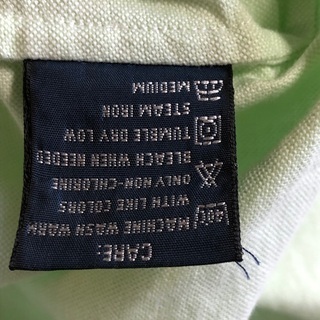 CARE:
MACHINE WASH WARM
WITH LIKE COLORS
ONLY NON-CHLORINE
BLEACH WHEN NEEDED
TUMBLE DRY LOW
STEAM IRON
MEDIUM